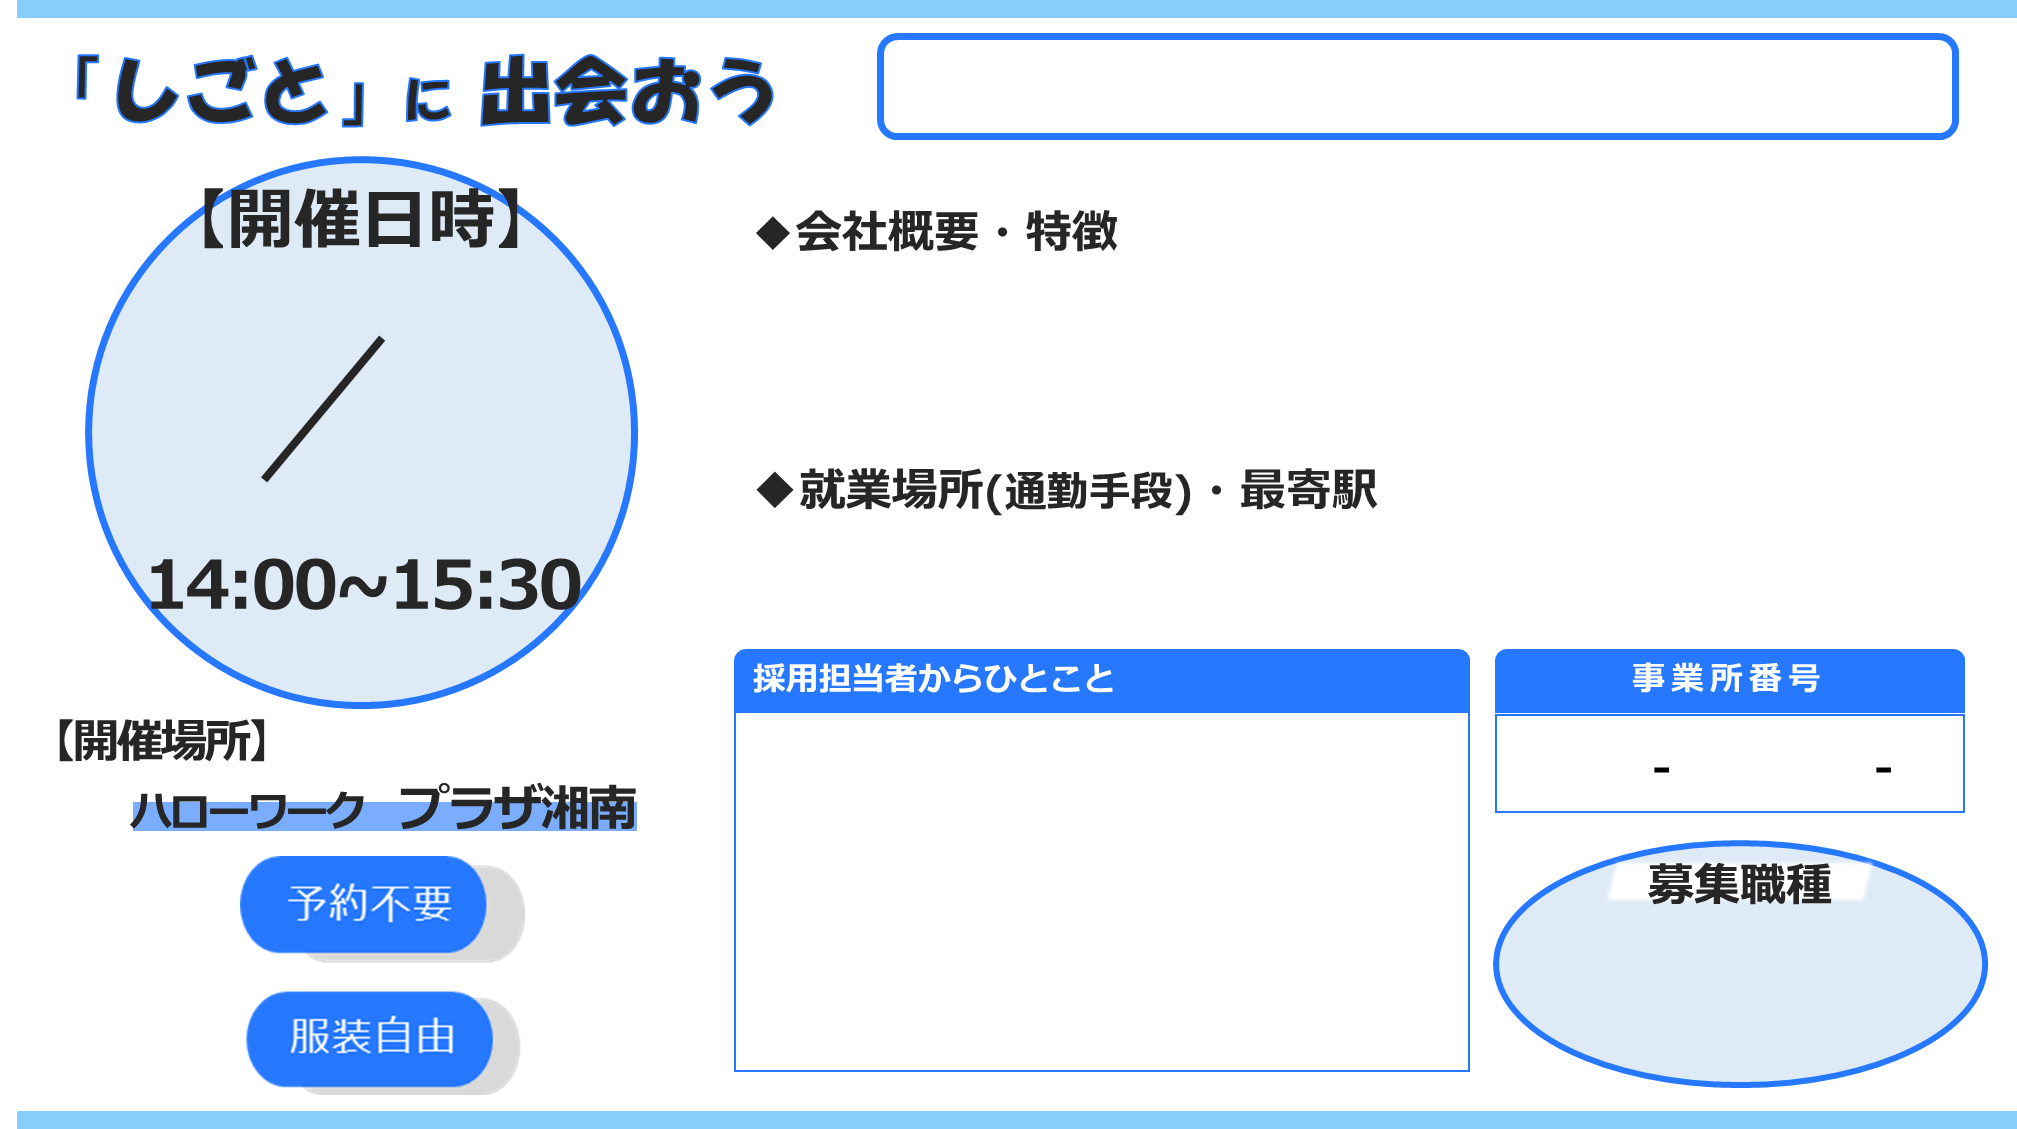 「しごと」に 出会おう
【開催日時】
14:00~15:30
【開催場所】
ハローワーク　プラザ湘南
予約不要
服装自由
◆会社概要・特徴
◆就業場所(通勤手段)・最寄駅
採用担当者からひとこと
事業所番号
- -
募集職種